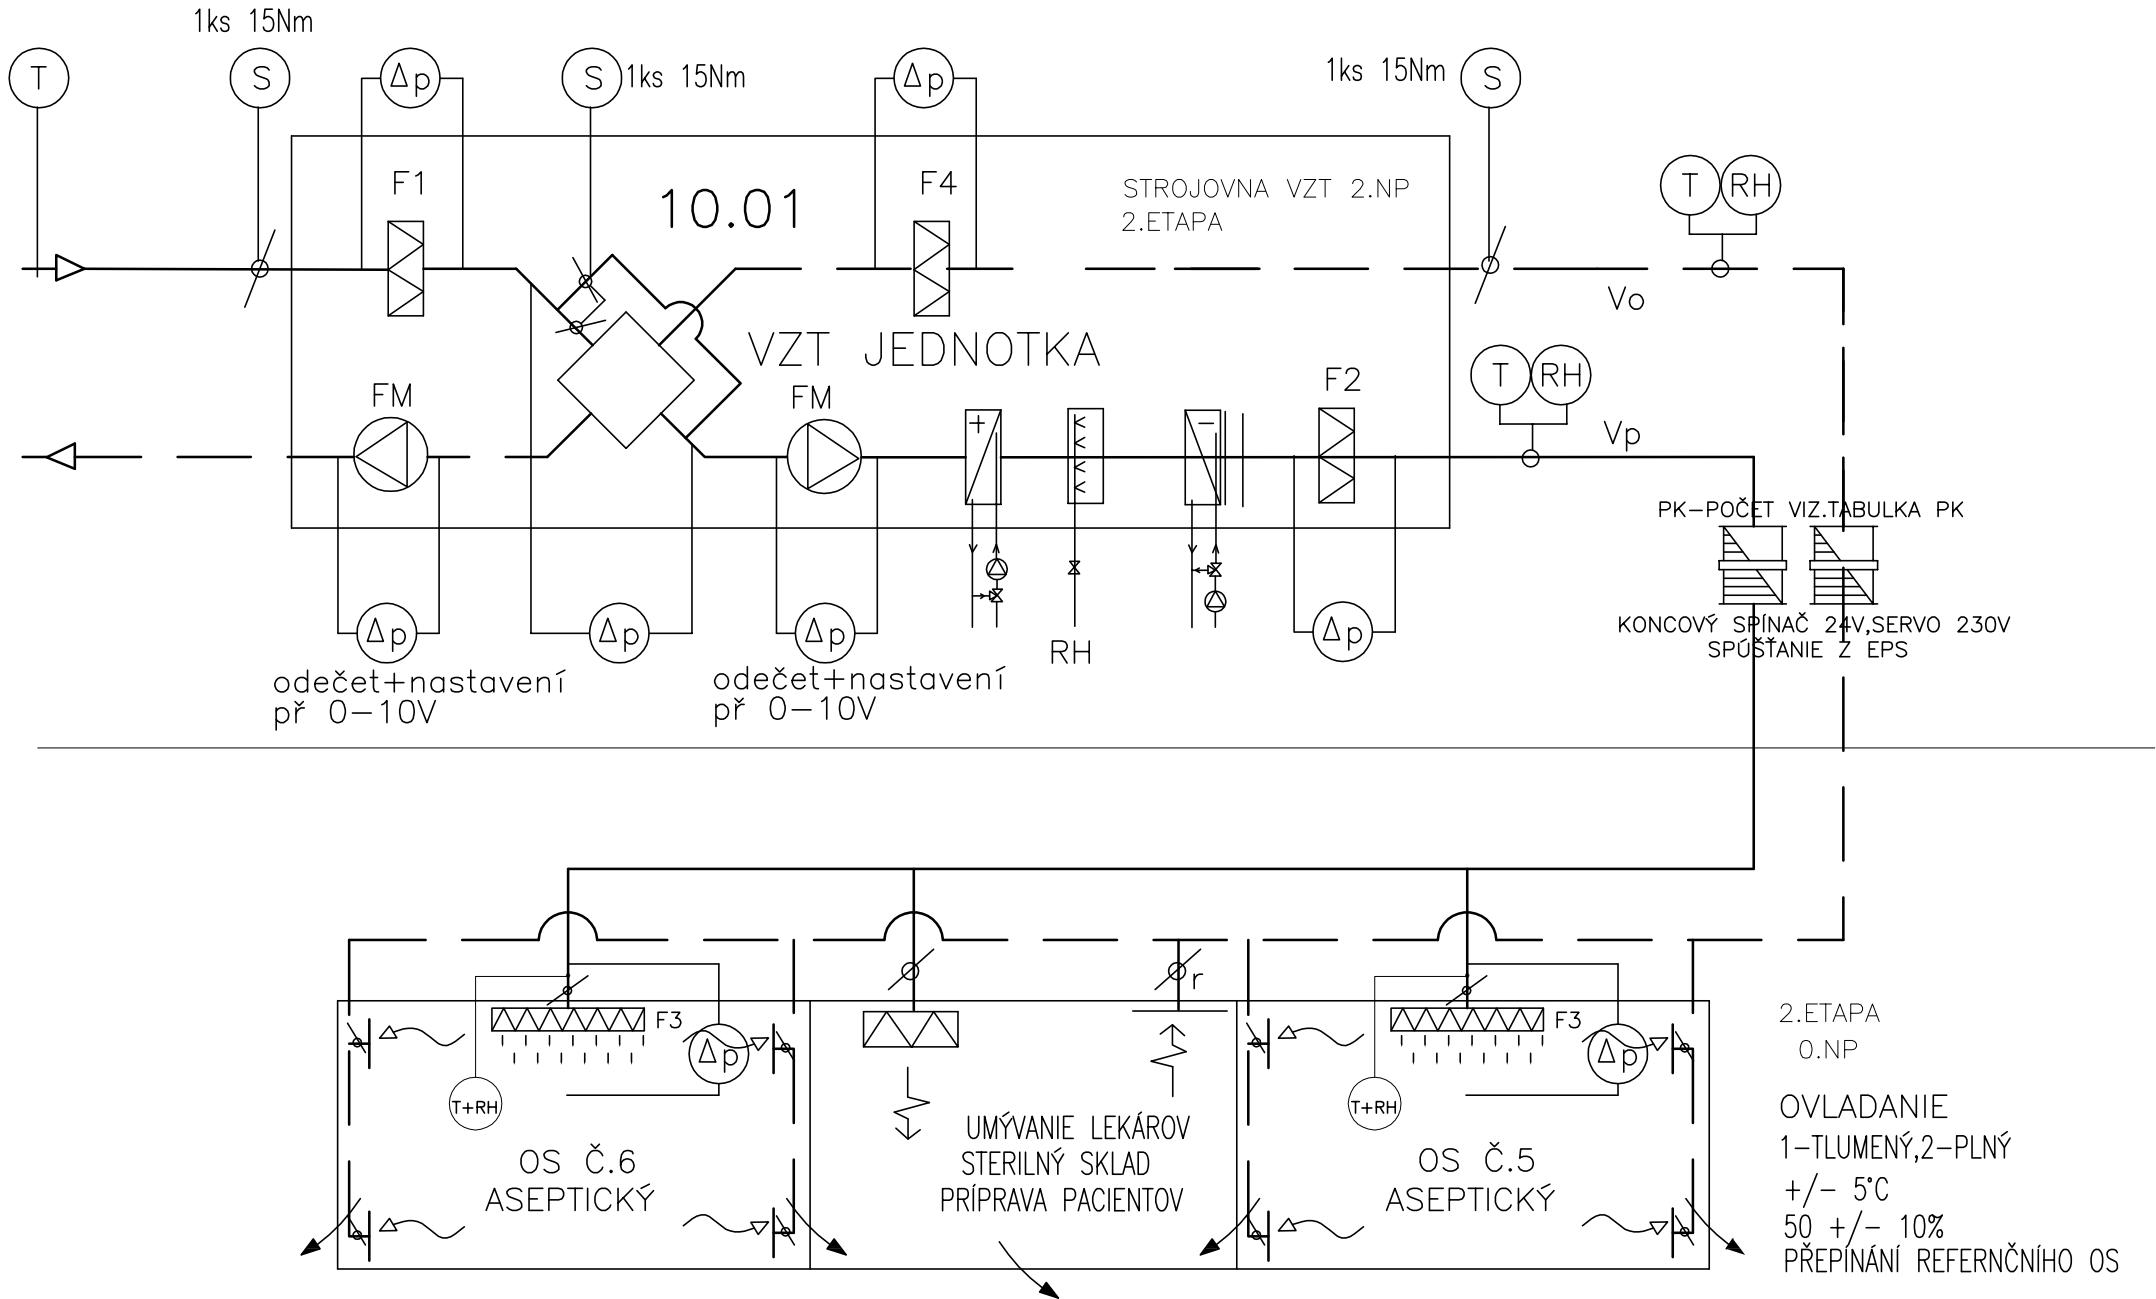 1ks 15Nm
T
S
Δp
S
1ks 15Nm
Δp
1ks 15Nm
S
F1
10.01
F4
STROJOVNA VZT 2.NP
2.ETAPA
T
RH
Vo
VZT JEDNOTKA
FM
FM
+
−
F2
T
RH
Vp
PK−POČET VIZ.TABULKA PK
KONCOVÝ SPÍNAČ 24V,SERVO 230V
SPÚŠŤANIE Z EPS
Δp
Δp
Δp
RH
Δp
odečet+nastavení
př 0−10V
odečet+nastavení
př 0−10V
r
F3
Δp
T+RH
OS Č.6
ASEPTICKÝ
UMÝVANIE LEKÁROV
STERILNÝ SKLAD
PRÍPRAVA PACIENTOV
F3
Δp
T+RH
OS Č.5
ASEPTICKÝ
2.ETAPA
0.NP
OVLADANIE
1−TLUMENÝ,2−PLNÝ
+/− 5°C
50 +/− 10%
PŘEPÍNÁNÍ REFERNČNÍHO OS